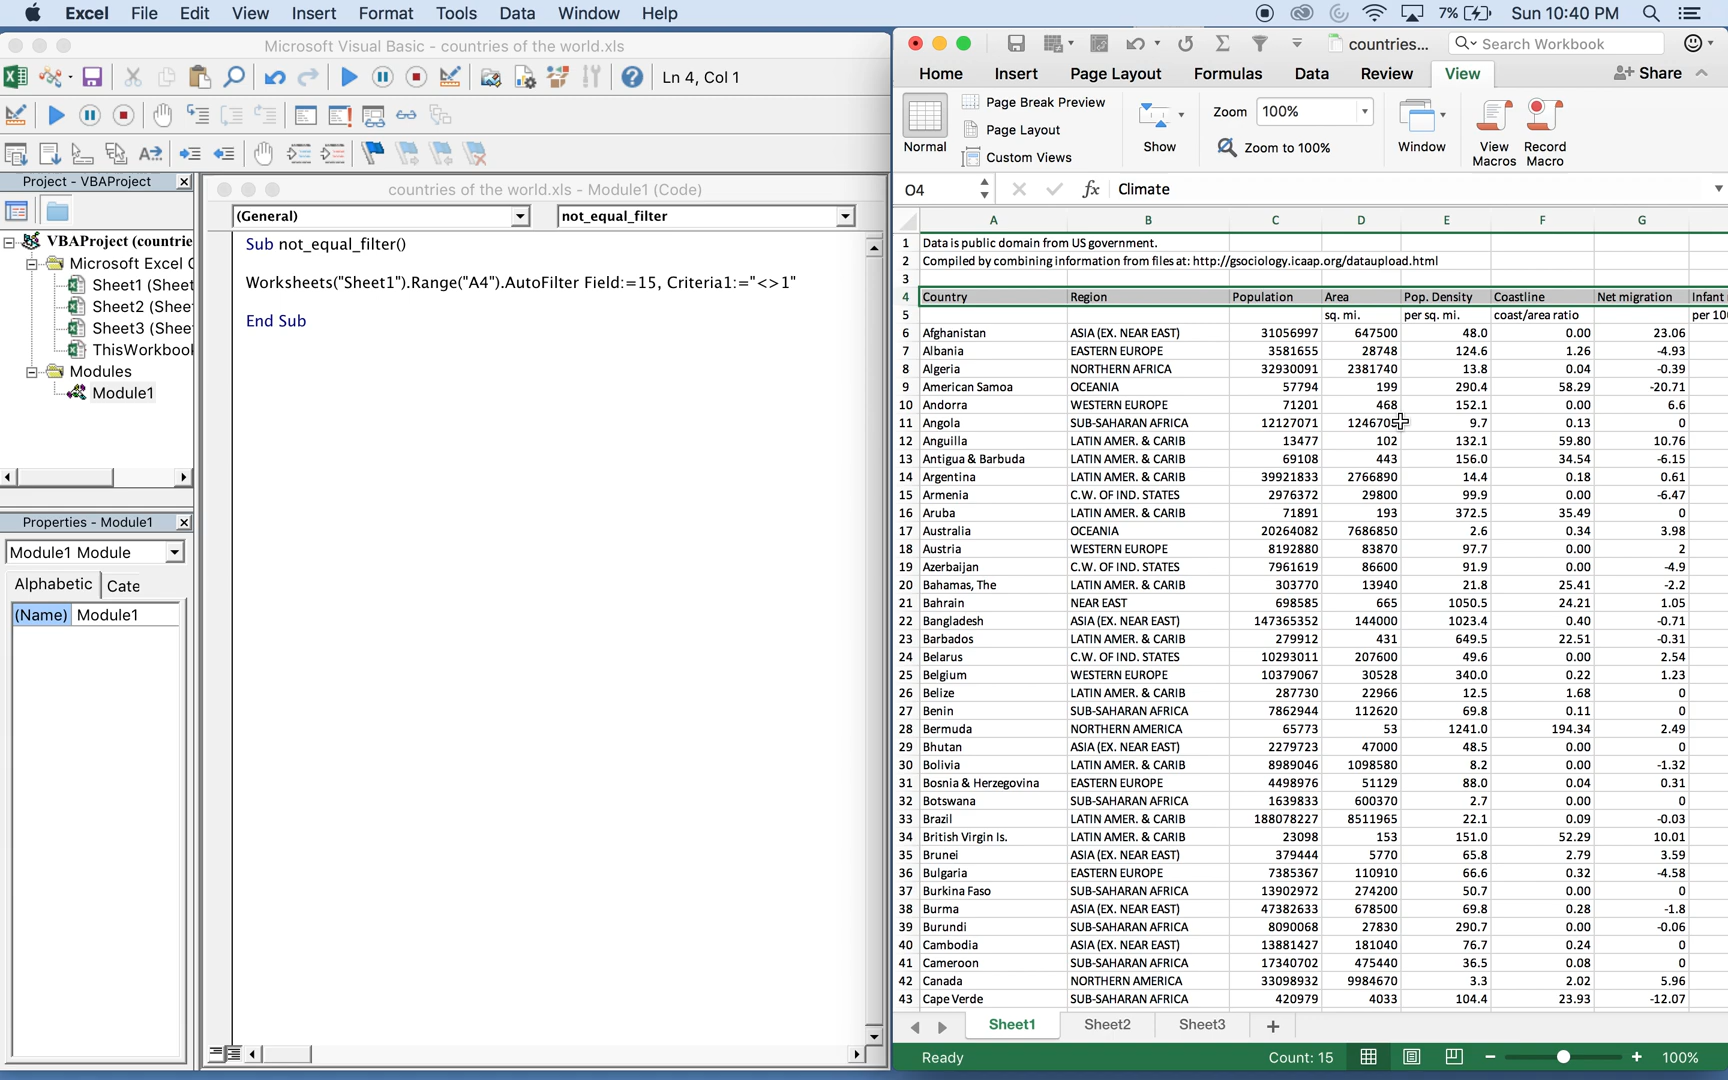 Excel File Edit View Insert Format Tools Data Window Help 7% Sun 10:40 PM
Microsoft Visual Basic - countries of the world.xls
Ln 4, Col 1
Project - VBAProject
VBAProject (countrie
Microsoft Excel O
Sheet1 (Sheet
Sheet2 (Shee
Sheet3 (Shee
ThisWorkbool
Modules
Module1
Properties - Module1
Module1 Module
Alphabetic Cate
(Name) Module1
countries of the world.xls - Module1 (Code)
(General) not_equal_filter
Sub not_equal_filter()
Worksheets("Sheet1").Range("A4").AutoFilter Field:=15, Criteria1:="<>1"
End Sub
countries... Search Workbook
Home Insert Page Layout Formulas Data Review View Share
Normal
Page Break Preview
Page Layout
Custom Views
Show
Zoom 100%
Zoom to 100%
Window
View Macros
Record Macro
O4 fx Climate
A B C D E F G
1 Data is public domain from US government.
2 Compiled by combining information from files at: http://gsociology.icaap.org/dataupload.html
3
4 Country Region Population Area Pop. Density Coastline Net migration Infant
5 sq. mi. per sq. mi. coast/area ratio per 100
6 Afghanistan ASIA (EX. NEAR EAST) 31056997 647500 48.0 0.00 23.06
7 Albania EASTERN EUROPE 3581655 28748 124.6 1.26 -4.93
8 Algeria NORTHERN AFRICA 32930091 2381740 13.8 0.04 -0.39
9 American Samoa OCEANIA 57794 199 290.4 58.29 -20.71
10 Andorra WESTERN EUROPE 71201 468 152.1 0.00 6.6
11 Angola SUB-SAHARAN AFRICA 12127071 9.7 0.13 0
12 Anguilla LATIN AMER. & CARIB 13477 102 132.1 59.80 10.76
13 Antigua & Barbuda LATIN AMER. & CARIB 69108 443 156.0 34.54 -6.15
14 Argentina LATIN AMER. & CARIB 39921833 2766890 14.4 0.18 0.61
15 Armenia C.W. OF IND. STATES 2976372 29800 99.9 0.00 -6.47
16 Aruba LATIN AMER. & CARIB 71891 193 372.5 35.49 0
17 Australia OCEANIA 20264082 7686850 2.6 0.34 3.98
18 Austria WESTERN EUROPE 8192880 83870 97.7 0.00 2
19 Azerbaijan C.W. OF IND. STATES 7961619 86600 91.9 0.00 -4.9
20 Bahamas, The LATIN AMER. & CARIB 303770 13940 21.8 25.41 -2.2
21 Bahrain NEAR EAST 698585 665 1050.5 24.21 1.05
22 Bangladesh ASIA (EX. NEAR EAST) 147365352 144000 1023.4 0.40 -0.71
23 Barbados LATIN AMER. & CARIB 279912 431 649.5 22.51 -0.31
24 Belarus C.W. OF IND. STATES 10293011 207600 49.6 0.00 2.54
25 Belgium WESTERN EUROPE 10379067 30528 340.0 0.22 1.23
26 Belize LATIN AMER. & CARIB 287730 22966 12.5 1.68 0
27 Benin SUB-SAHARAN AFRICA 7862944 112620 69.8 0.11 0
28 Bermuda NORTHERN AMERICA 65773 53 1241.0 194.34 2.49
29 Bhutan ASIA (EX. NEAR EAST) 2279723 47000 48.5 0.00 0
30 Bolivia LATIN AMER. & CARIB 8989046 1098580 8.2 0.00 -1.32
31 Bosnia & Herzegovina EASTERN EUROPE 4498976 51129 88.0 0.04 0.31
32 Botswana SUB-SAHARAN AFRICA 1639833 600370 2.7 0.00 0
33 Brazil LATIN AMER. & CARIB 188078227 8511965 22.1 0.09 -0.03
34 British Virgin Is. LATIN AMER. & CARIB 23098 153 151.0 52.29 10.01
35 Brunei ASIA (EX. NEAR EAST) 379444 5770 65.8 2.79 3.59
36 Bulgaria EASTERN EUROPE 7385367 110910 66.6 0.32 -4.58
37 Burkina Faso SUB-SAHARAN AFRICA 13902972 274200 50.7 0.00 0
38 Burma ASIA (EX. NEAR EAST) 47382633 678500 69.8 0.28 -1.8
39 Burundi SUB-SAHARAN AFRICA 8090068 27830 290.7 0.00 -0.06
40 Cambodia ASIA (EX. NEAR EAST) 13881427 181040 76.7 0.24 0
41 Cameroon SUB-SAHARAN AFRICA 17340702 475440 36.5 0.08 0
42 Canada NORTHERN AMERICA 33098932 9984670 3.3 2.02 5.96
43 Cape Verde SUB-SAHARAN AFRICA 420979 4033 104.4 23.93 -12.07
Sheet1 Sheet2 Sheet3
Ready Count: 15 100%